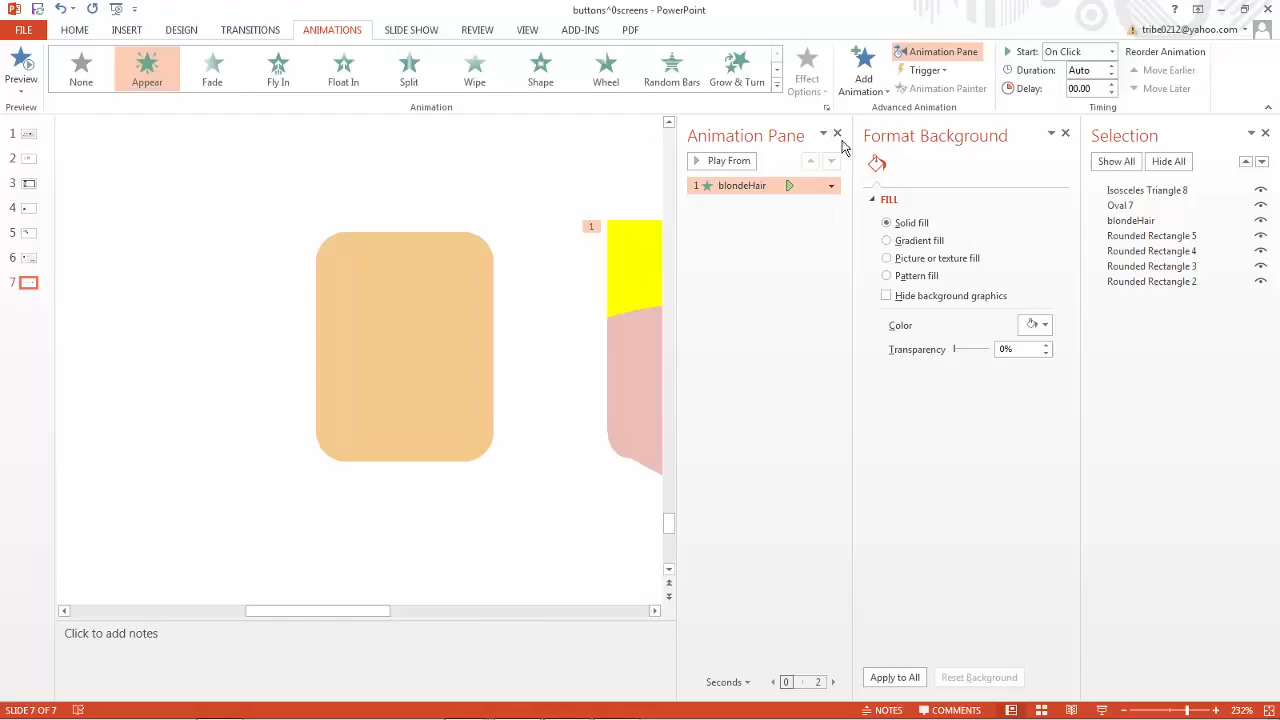 buttons^0screens - PowerPoint
?
FILE HOME INSERT DESIGN TRANSITIONS ANIMATIONS SLIDE SHOW REVIEW VIEW ADD-INS PDF tribe0212@yahoo.com
Preview
None Appear Fade Fly In Float In Split Wipe Shape Wheel Random Bars Grow & Turn
Effect Options
Add Animation
Animation Pane
Trigger
Animation Painter
Start: On Click
Duration: Auto
Delay: 00.00
Reorder Animation
Move Earlier
Move Later
Preview Animation Advanced Animation Timing
1
2
3
4
5
6
7
1
Click to add notes
Animation Pane
Play From
1 blondeHair
Seconds 0 2
Format Background
FILL
Solid fill
Gradient fill
Picture or texture fill
Pattern fill
Hide background graphics
Color
Transparency 0%
Apply to All Reset Background
Selection
Show All Hide All
Isosceles Triangle 8
Oval 7
blondeHair
Rounded Rectangle 5
Rounded Rectangle 4
Rounded Rectangle 3
Rounded Rectangle 2
SLIDE 7 OF 7 NOTES COMMENTS 232%